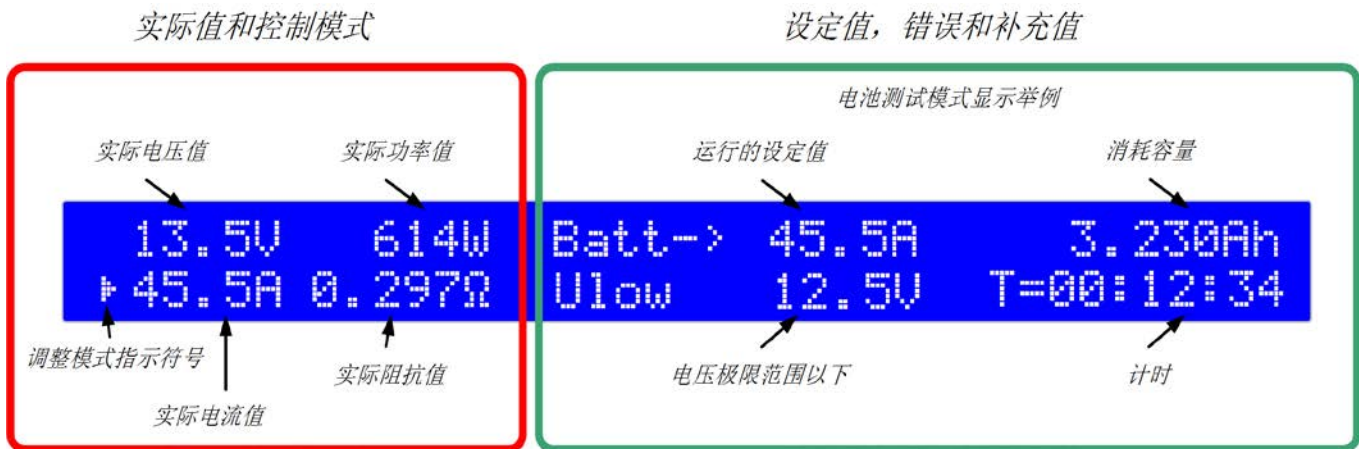 实际值和控制模式
设定值，错误和补充值
电池测试模式显示举例
实际电压值 实际功率值
运行的设定值 消耗容量
13.5V 614W Batt-> 45.5A 3.230Ah
45.5A 0.297Ω Ulow 12.5V T=00:12:34
调整模式指示符号
实际阻抗值
电压极限范围以下
计时
实际电流值